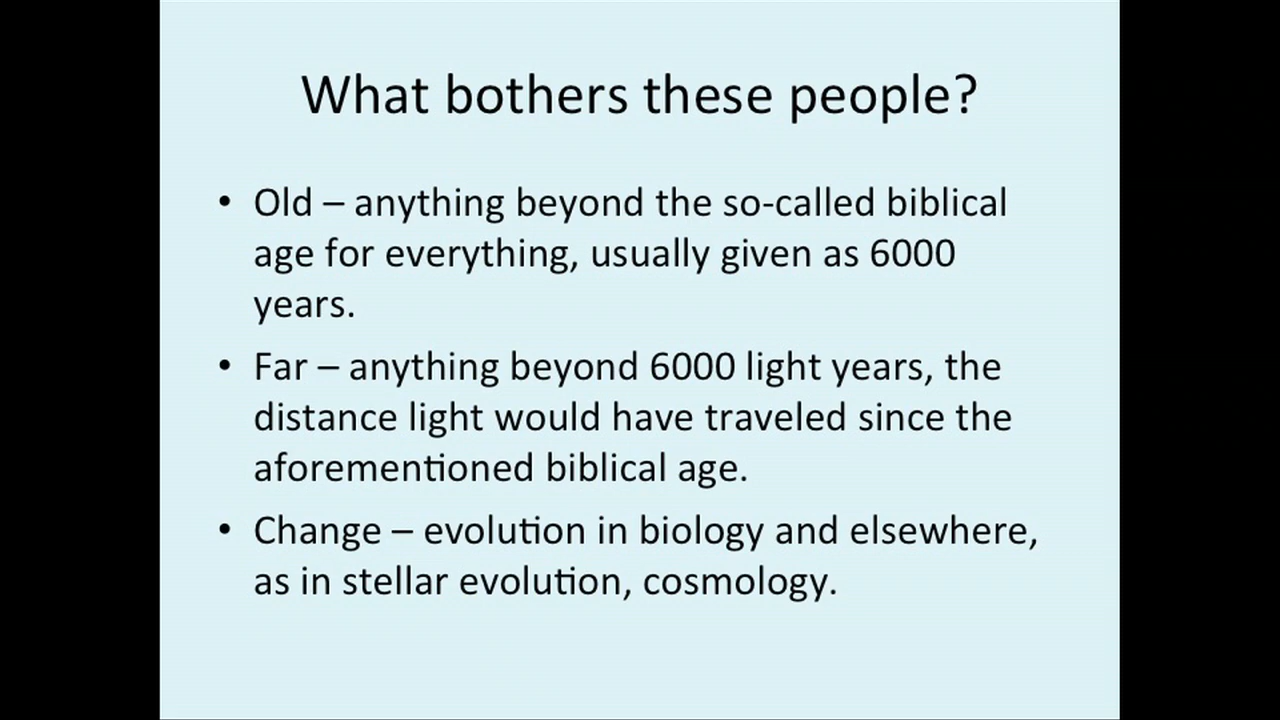 What bothers these people?
• Old – anything beyond the so-called biblical
age for everything, usually given as 6000
years.
• Far – anything beyond 6000 light years, the
distance light would have traveled since the
aforementioned biblical age.
• Change – evolution in biology and elsewhere,
as in stellar evolution, cosmology.